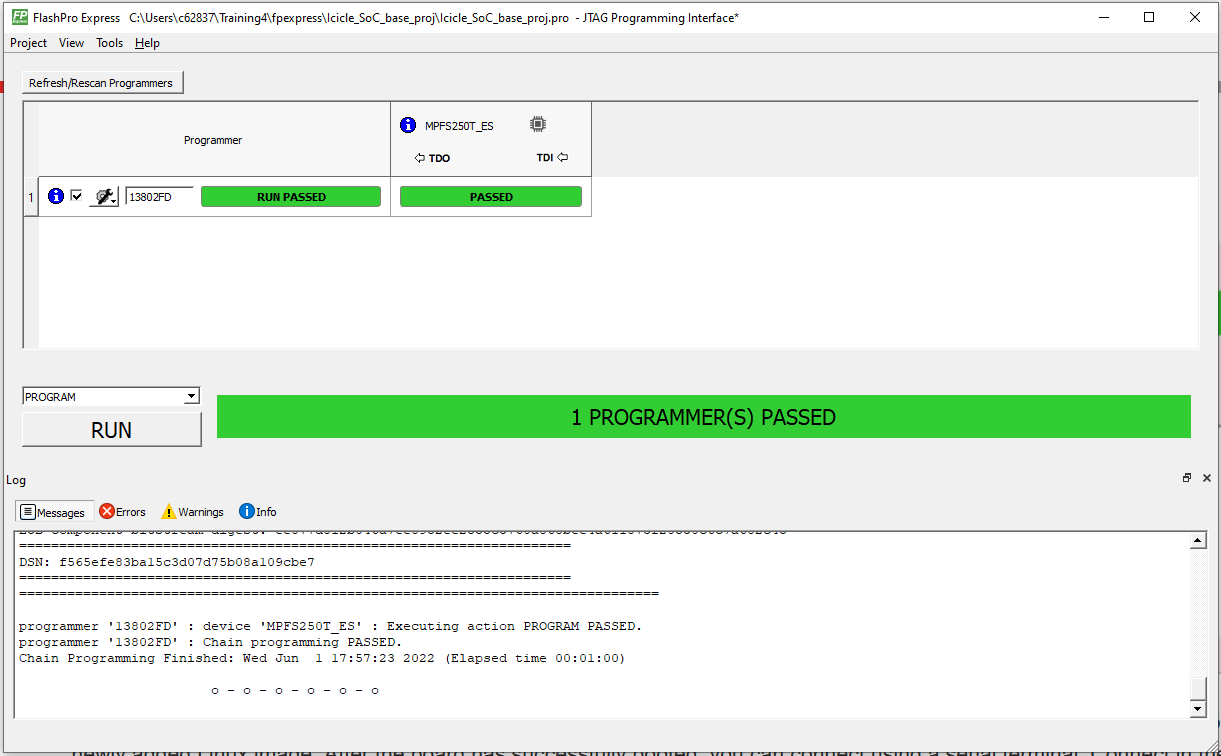 FP FlashPro Express C:\Users\c62837\Training4\fpexpress\Icicle_SoC_base_proj\Icicle_SoC_base_proj.pro - JTAG Programming Interface*
Project View Tools Help
Refresh/Rescan Programmers
Programmer
MPFS250T_ES
TDO TDI
1 13802FD RUN PASSED PASSED
PROGRAM
RUN
1 PROGRAMMER(S) PASSED
Log
Messages Errors Warnings Info
=====================================================================
DSN: f565efe83ba15c3d07d75b08a109cbe7
=====================================================================
================================================================================
programmer '13802FD' : device 'MPFS250T_ES' : Executing action PROGRAM PASSED.
programmer '13802FD' : Chain programming PASSED.
Chain Programming Finished: Wed Jun  1 17:57:23 2022 (Elapsed time 00:01:00)
o - o - o - o - o - o